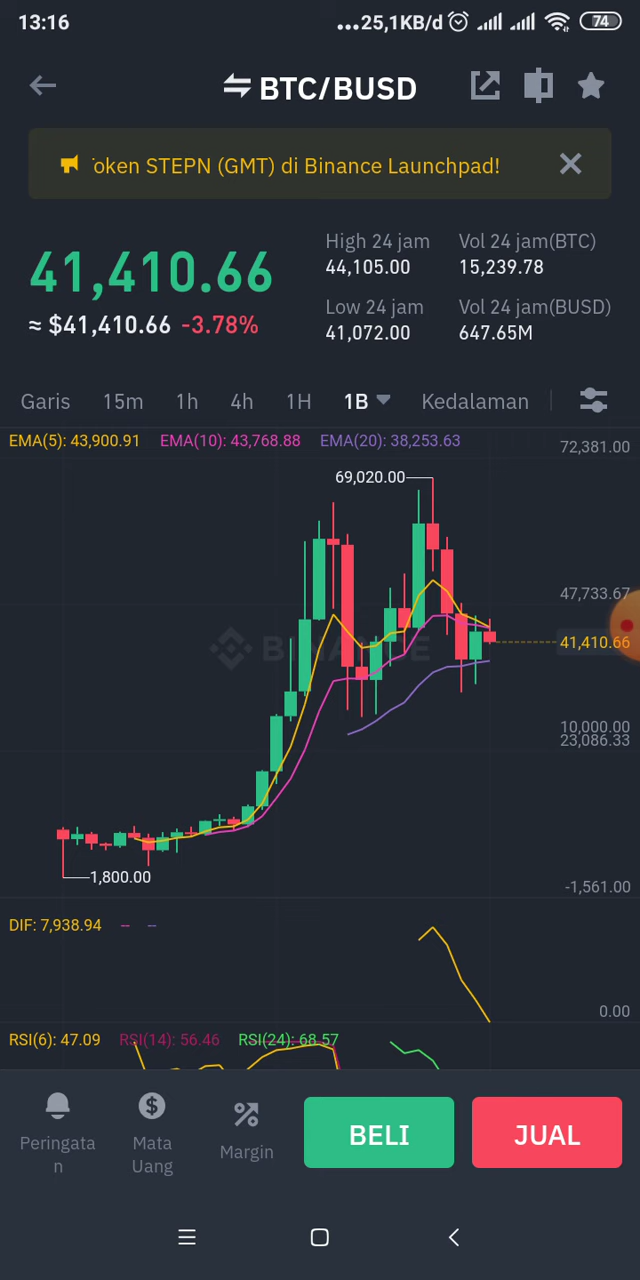 13:16 ...25,1KB/d 74
BTC/BUSD
oken STEPN (GMT) di Binance Launchpad!
41,410.66
≈ $41,410.66 -3.78%
High 24 jam
44,105.00
Vol 24 jam(BTC)
15,239.78
Low 24 jam
41,072.00
Vol 24 jam(BUSD)
647.65M
Garis 15m 1h 4h 1H 1B Kedalaman
EMA(5): 43,900.91 EMA(10): 43,768.88 EMA(20): 38,253.63
72,381.00
69,020.00
47,733.67
41,410.66
BINANCE
10,000.00
23,086.33
1,800.00
-1,561.00
DIF: 7,938.94 -- --
0.00
RSI(6): 47.09 RSI(14): 56.46 RSI(24): 68.57
Peringata
n
Mata
Uang
Margin
BELI
JUAL